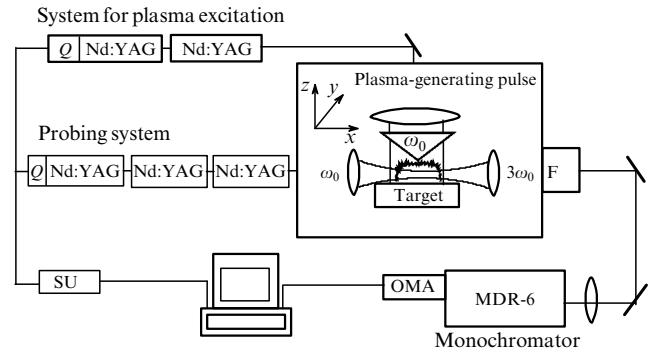 System for plasma excitation
Q Nd:YAG Nd:YAG
Plasma-generating pulse
z y x
Probing system
ω₀
Q Nd:YAG Nd:YAG Nd:YAG
ω₀ 3ω₀ F
Target
SU OMA MDR-6
Monochromator